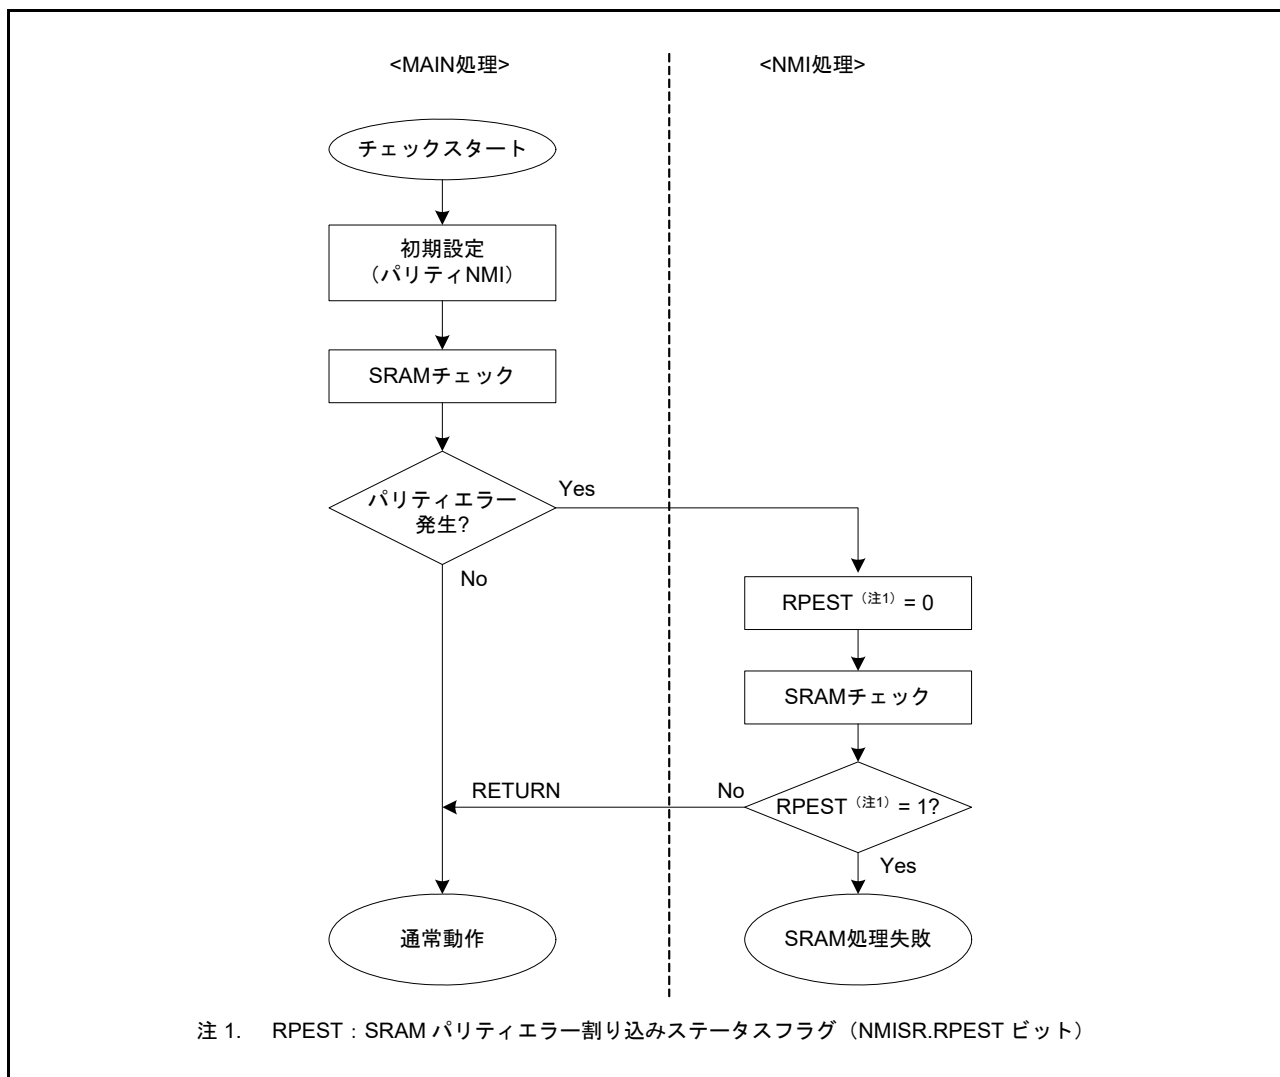 <MAIN処理>
<NMI処理>
チェックスタート
初期設定
（パリティNMI）
SRAMチェック
パリティエラー
発生?
Yes
No
RPEST（注1） = 0
SRAMチェック
RPEST（注1） = 1?
No
RETURN
Yes
通常動作
SRAM処理失敗
注 1. RPEST：SRAM パリティエラー割り込みステータスフラグ（NMISR.RPEST ビット）